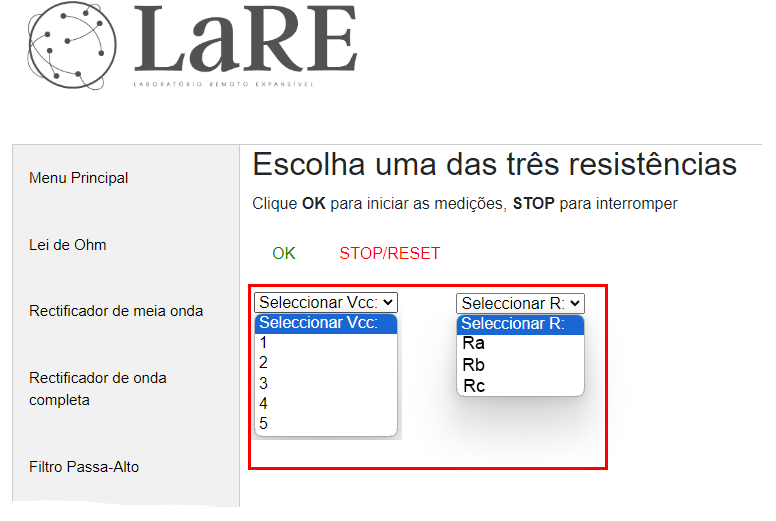 LaRE
LABORATÓRIO REMOTO EXPANSÍVEL
Menu Principal
Lei de Ohm
Rectificador de meia onda
Rectificador de onda
completa
Filtro Passa-Alto
Escolha uma das três resistências
Clique OK para iniciar as medições, STOP para interromper
OK STOP/RESET
Seleccionar Vcc:
Seleccionar Vcc:
1
2
3
4
5
Seleccionar R:
Seleccionar R:
Ra
Rb
Rc